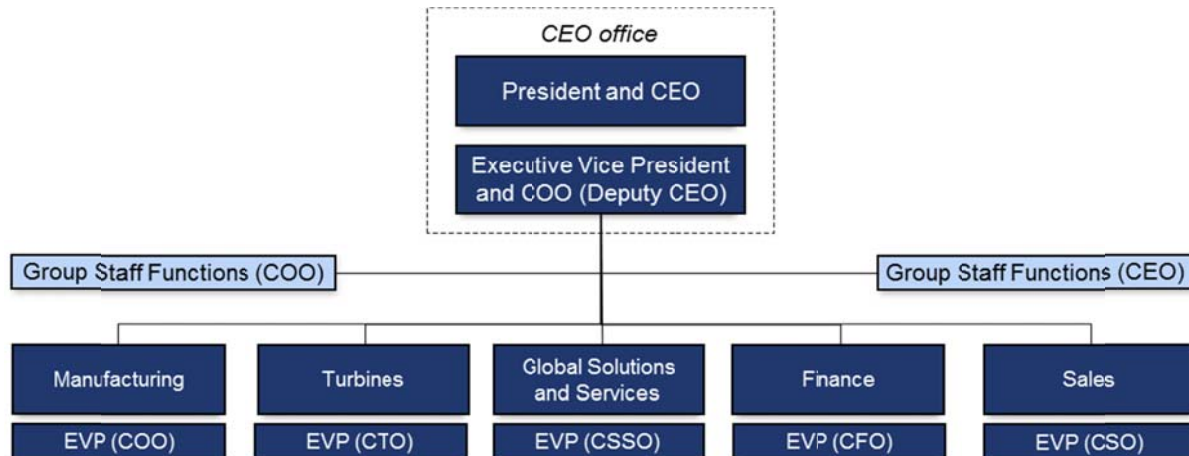 CEO office
President and CEO
Executive Vice President
and COO (Deputy CEO)
Group Staff Functions (COO)
Group Staff Functions (CEO)
Manufacturing
Turbines
Global Solutions
and Services
Finance
Sales
EVP (COO)
EVP (CTO)
EVP (CSSO)
EVP (CFO)
EVP (CSO)